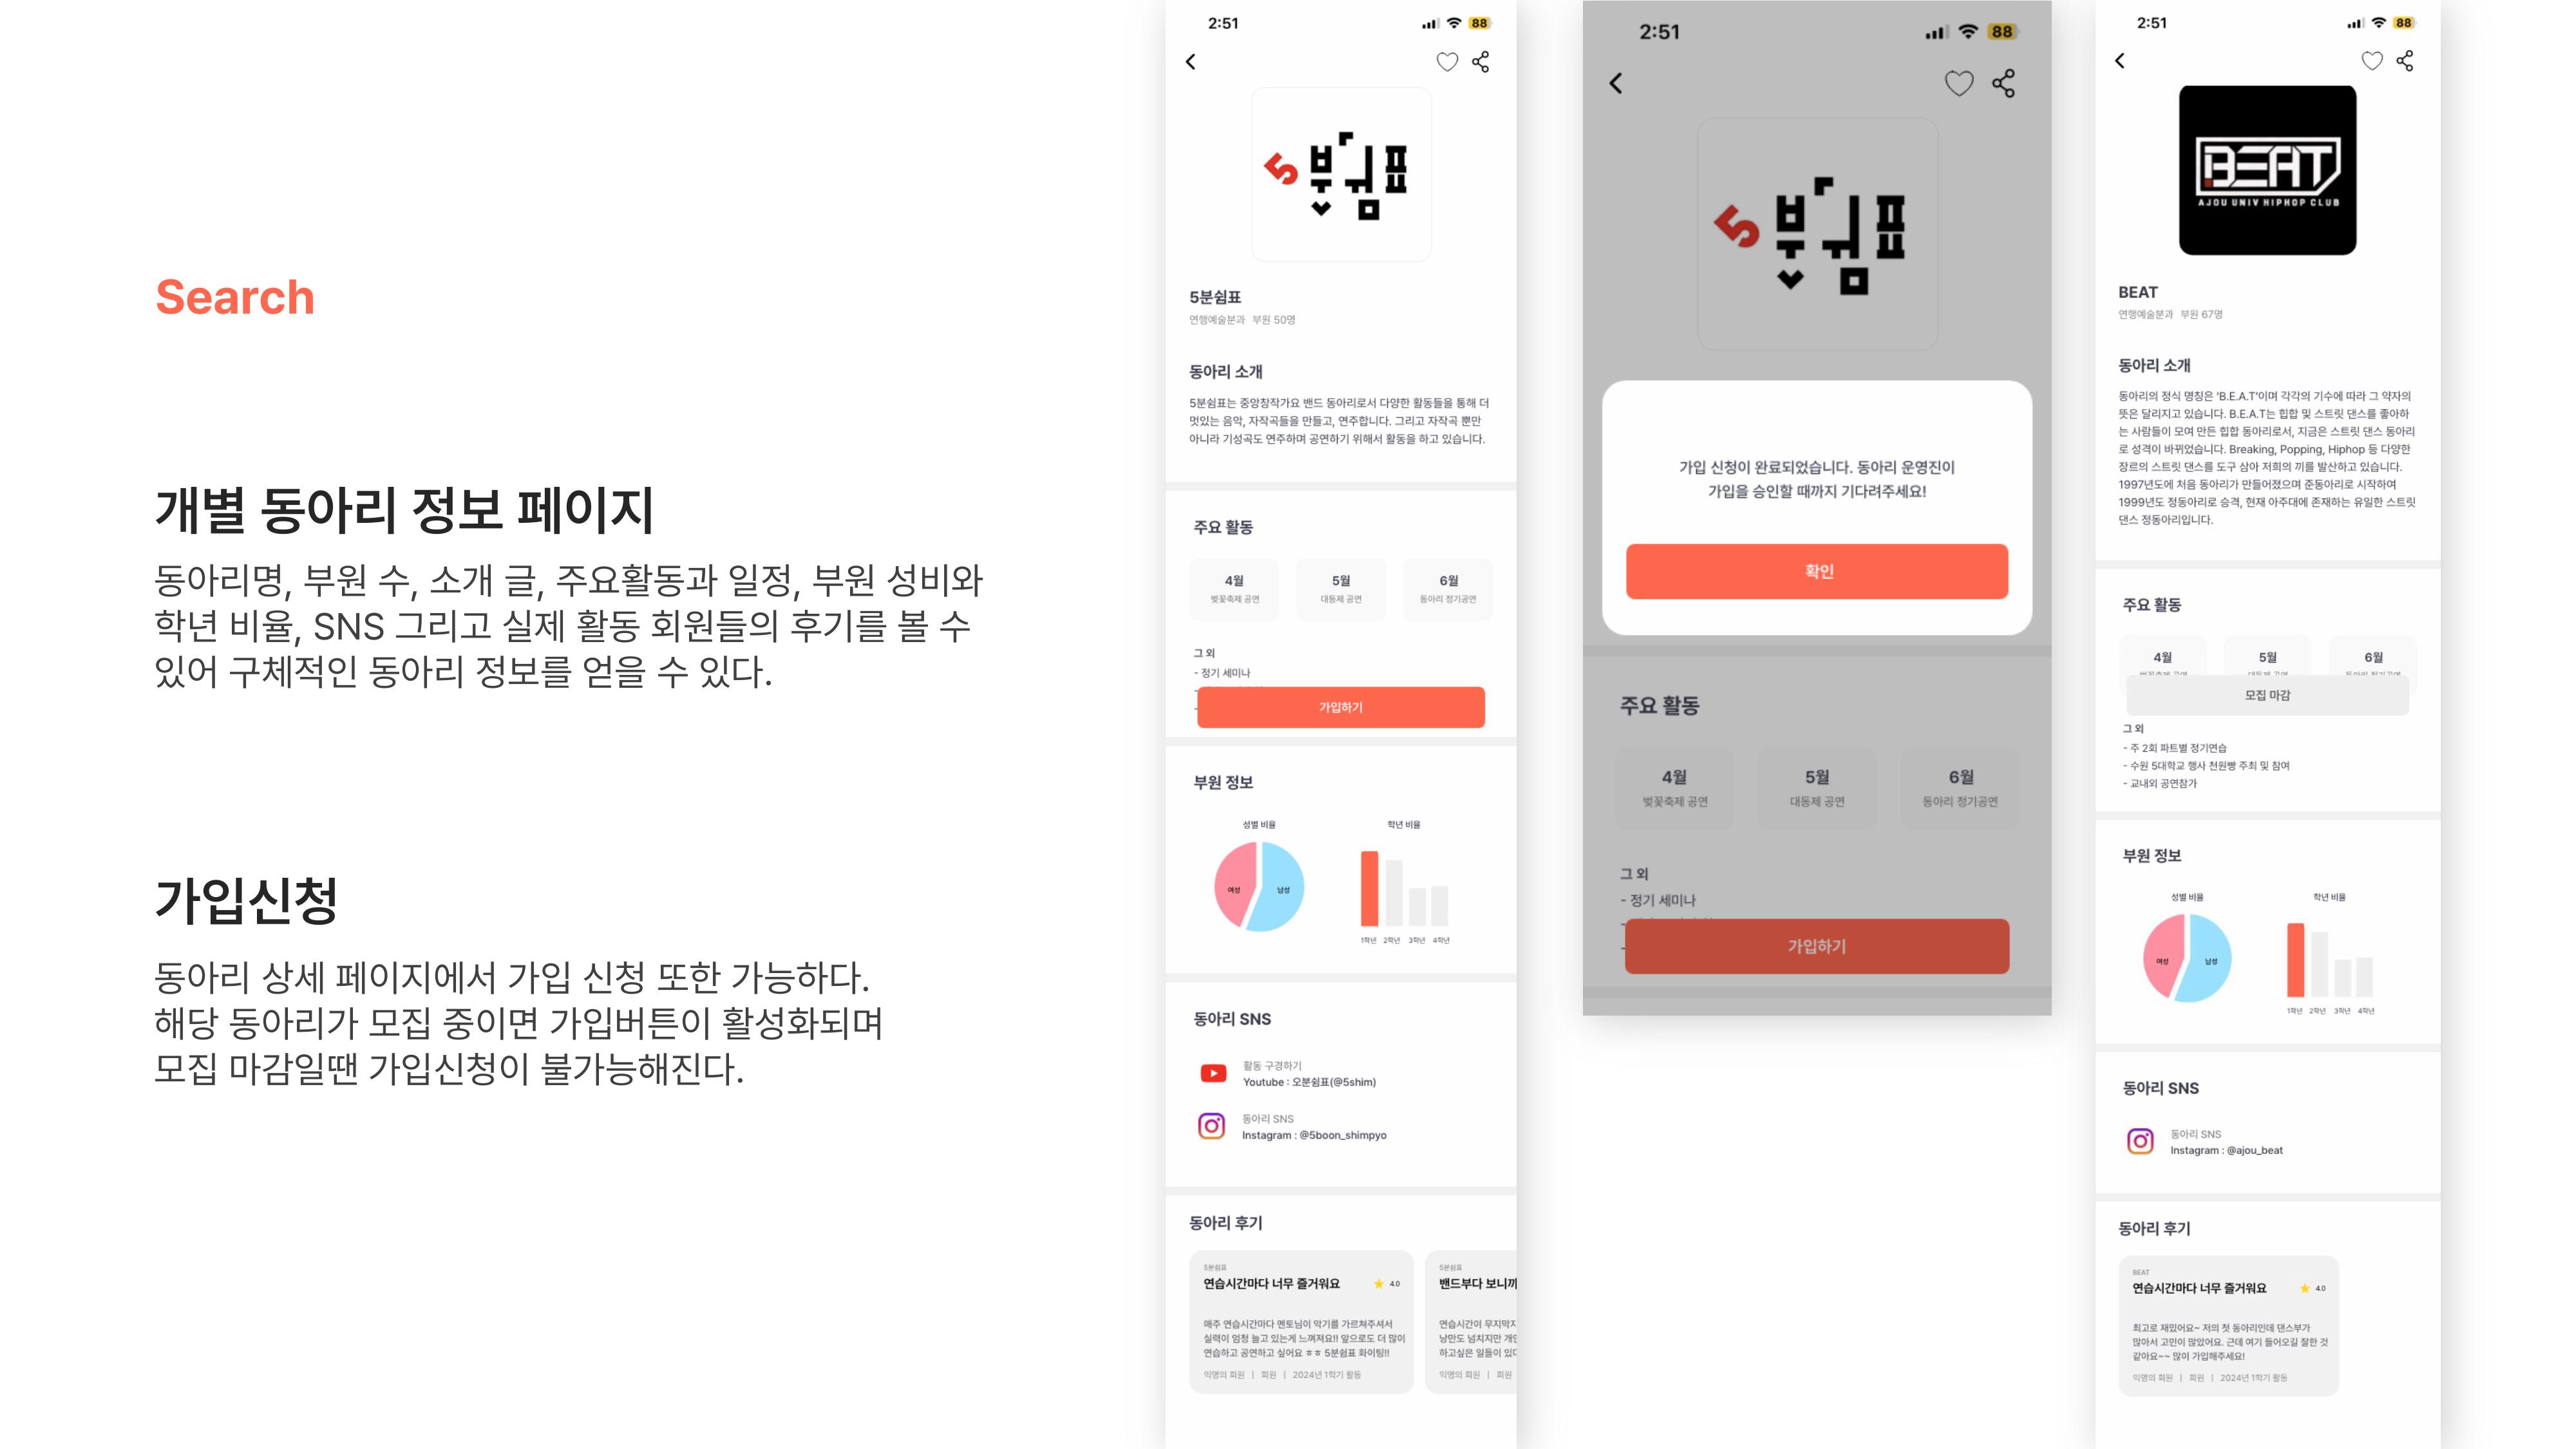 Search
개별 동아리 정보 페이지
동아리명, 부원 수, 소개 글, 주요활동과 일정, 부원 성비와
학년 비율, SNS 그리고 실제 활동 회원들의 후기를 볼 수
있어 구체적인 동아리 정보를 얻을 수 있다.
가입신청
동아리 상세 페이지에서 가입 신청 또한 가능하다.
해당 동아리가 모집 중이면 가입버튼이 활성화되며
모집 마감일땐 가입신청이 불가능해진다.
2:51
88
5분쉼표
5분쉼표
연행예술분과 부원 50명
동아리 소개
5분쉼표는 중앙창작가요 밴드 동아리로서 다양한 활동들을 통해 더
멋있는 음악, 자작곡들을 만들고, 연주합니다. 그리고 자작곡 뿐만
아니라 기성곡도 연주하며 공연하기 위해서 활동을 하고 있습니다.
주요 활동
4월 5월 6월
벚꽃축제 공연 대동제 공연 동아리 정기공연
그 외
- 정기 세미나
-
-
가입하기
부원 정보
성별 비율 학년 비율
여성 남성
1학년 2학년 3학년 4학년
동아리 SNS
활동 구경하기
Youtube : 오분쉼표(@5shim)
동아리 SNS
Instagram : @5boon_shimpyo
동아리 후기
5분쉼표
연습시간마다 너무 즐거워요 4.0
매주 연습시간마다 멘토님이 악기를 가르쳐주셔서
실력이 엄청 늘고 있는게 느껴져요!! 앞으로도 더 많이
연습하고 공연하고 싶어요 ㅎㅎ 5분쉼표 화이팅!!
익명의 회원 | 회원 | 2024년 1학기 활동
5분쉼표
밴드부다 보니까
연습시간이 무지막지
낭만도 넘치지만 개인
하고싶은 일들이 있다
익명의 회원 | 회원
2:51
88
5분쉼표
가입 신청이 완료되었습니다. 동아리 운영진이
가입을 승인할 때까지 기다려주세요!
확인
주요 활동
4월 5월 6월
벚꽃축제 공연 대동제 공연 동아리 정기공연
그 외
- 정기 세미나
-
-
가입하기
2:51
88
BEAT
AJOU UNIV HIPHOP CLUB
BEAT
연행예술분과 부원 67명
동아리 소개
동아리의 정식 명칭은 'B.E.A.T'이며 각각의 기수에 따라 그 약자의
뜻은 달리지고 있습니다. B.E.A.T는 힙합 및 스트릿 댄스를 좋아하
는 사람들이 모여 만든 힙합 동아리로서, 지금은 스트릿 댄스 동아리
로 성격이 바뀌었습니다. Breaking, Popping, Hiphop 등 다양한
장르의 스트릿 댄스를 도구 삼아 저희의 끼를 발산하고 있습니다.
1997년도에 처음 동아리가 만들어졌으며 준동아리로 시작하여
1999년도 정동아리로 승격, 현재 아주대에 존재하는 유일한 스트릿
댄스 정동아리입니다.
주요 활동
4월 5월 6월
벚꽃축제 공연 대동제 공연 동아리 정기공연
모집 마감
그 외
- 주 2회 파트별 정기연습
- 수원 5대학교 행사 천원빵 주최 및 참여
- 교내외 공연참가
부원 정보
성별 비율 학년 비율
여성 남성
1학년 2학년 3학년 4학년
동아리 SNS
동아리 SNS
Instagram : @ajou_beat
동아리 후기
BEAT
연습시간마다 너무 즐거워요 4.0
최고로 재밌어요~ 저의 첫 동아리인데 댄스부가
많아서 고민이 많았어요. 근데 여기 들어오길 잘한 것
같아요~~ 많이 가입해주세요!
익명의 회원 | 회원 | 2024년 1학기 활동